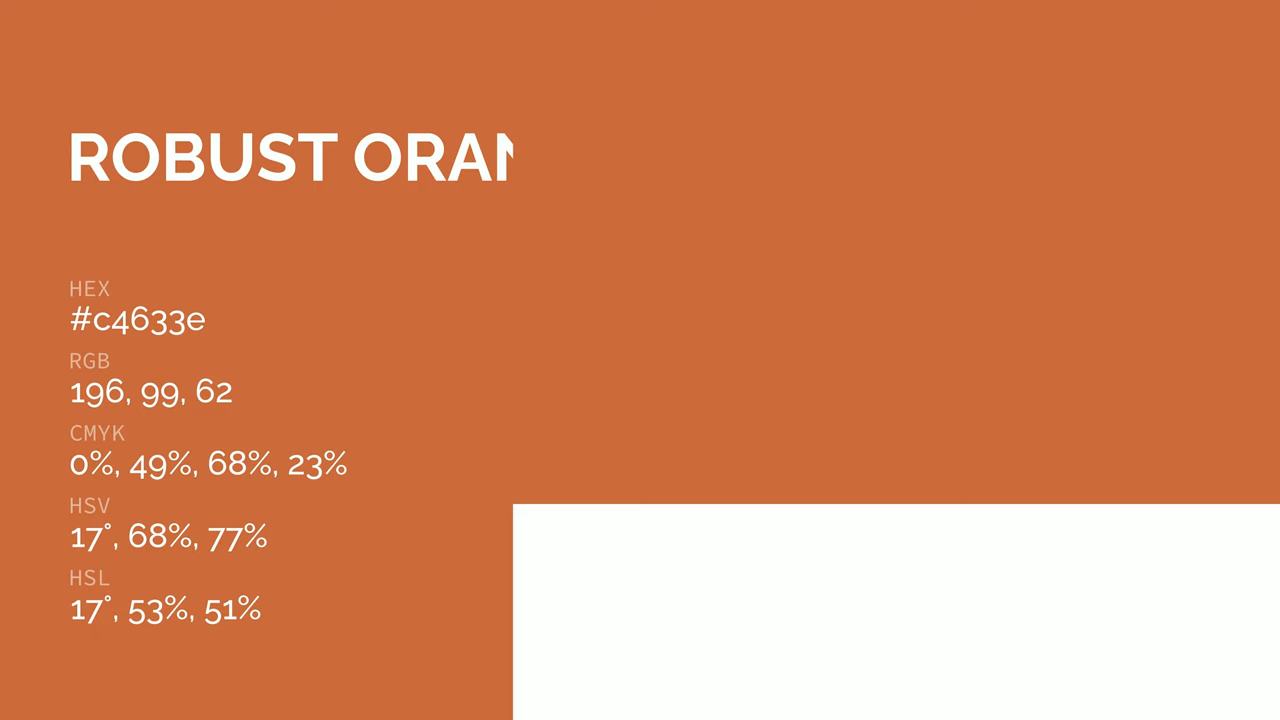 ROBUST ORAN
HEX
#c4633e
RGB
196, 99, 62
CMYK
0%, 49%, 68%, 23%
HSV
17°, 68%, 77%
HSL
17°, 53%, 51%